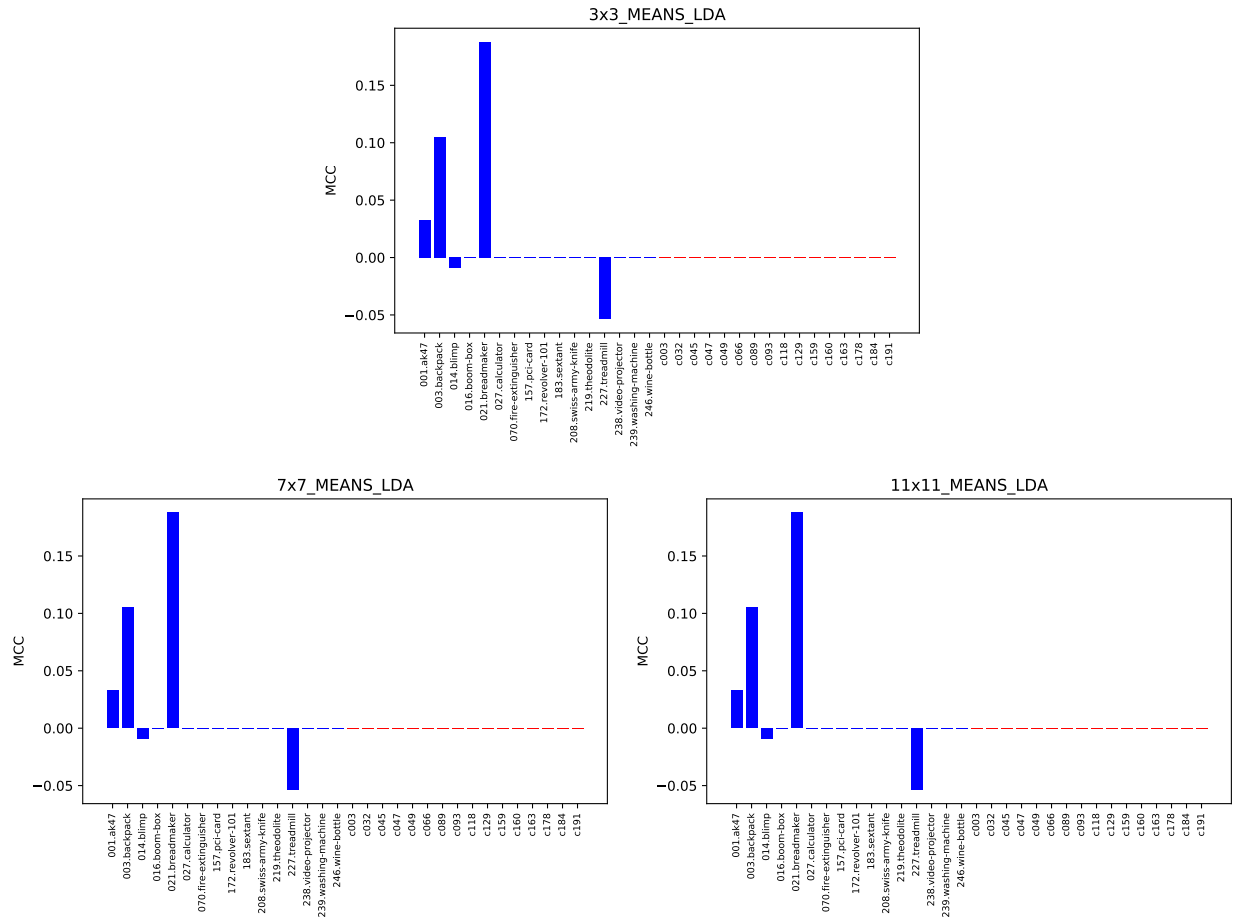 3x3_MEANS_LDA
MCC
0.15
0.10
0.05
0.00
−0.05
001.ak47
003.backpack
014.blimp
016.boom-box
021.breadmaker
027.calculator
070.fire-extinguisher
157.pci-card
172.revolver-101
183.sextant
208.swiss-army-knife
219.theodolite
227.treadmill
238.video-projector
239.washing-machine
246.wine-bottle
c003
c032
c045
c047
c049
c066
c089
c093
c118
c129
c159
c160
c163
c178
c184
c191
7x7_MEANS_LDA
MCC
0.15
0.10
0.05
0.00
−0.05
001.ak47
003.backpack
014.blimp
016.boom-box
021.breadmaker
027.calculator
070.fire-extinguisher
157.pci-card
172.revolver-101
183.sextant
208.swiss-army-knife
219.theodolite
227.treadmill
238.video-projector
239.washing-machine
246.wine-bottle
c003
c032
c045
c047
c049
c066
c089
c093
c118
c129
c159
c160
c163
c178
c184
c191
11x11_MEANS_LDA
MCC
0.15
0.10
0.05
0.00
−0.05
001.ak47
003.backpack
014.blimp
016.boom-box
021.breadmaker
027.calculator
070.fire-extinguisher
157.pci-card
172.revolver-101
183.sextant
208.swiss-army-knife
219.theodolite
227.treadmill
238.video-projector
239.washing-machine
246.wine-bottle
c003
c032
c045
c047
c049
c066
c089
c093
c118
c129
c159
c160
c163
c178
c184
c191